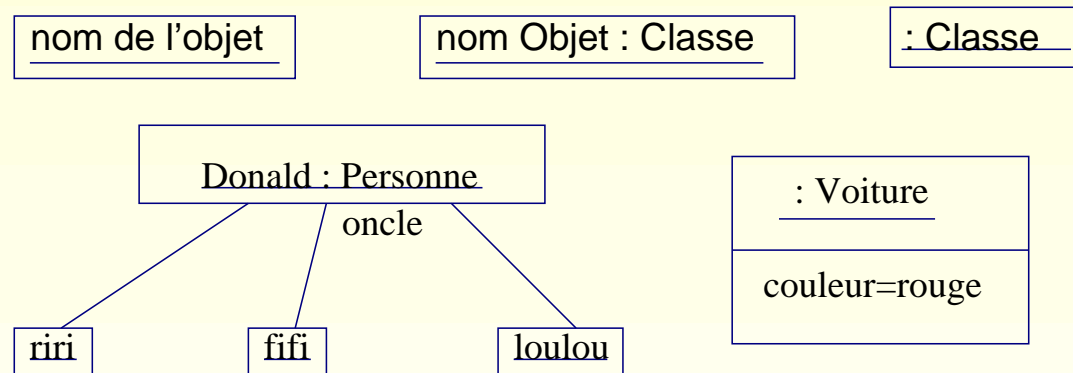 nom de l’objet
nom Objet : Classe
: Classe
Donald : Personne
oncle
: Voiture
couleur=rouge
riri
fifi
loulou